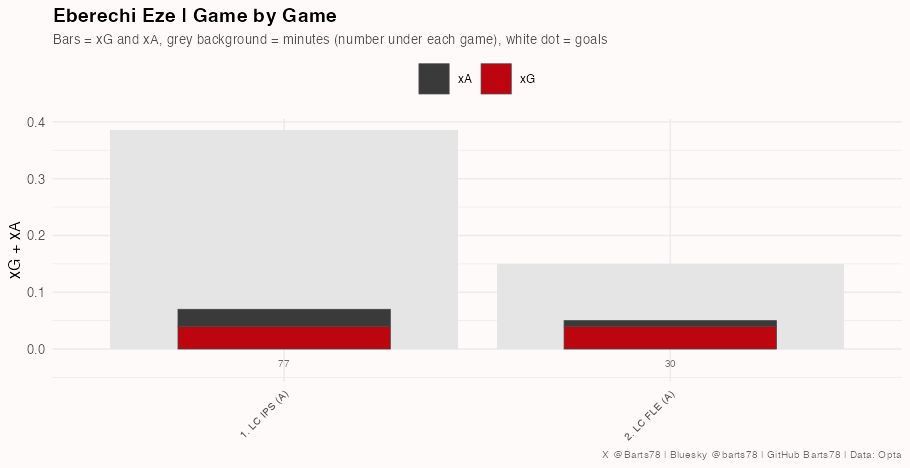 Eberechi Eze | Game by Game
Bars = xG and xA, grey background = minutes (number under each game), white dot = goals
xA xG
0.4
0.3
0.2
0.1
0.0
xG + xA
77 30
1. LC IPS (A) 2. LC FLE (A)
X @Barts78 | Bluesky @barts78 | GitHub Barts78 | Data: Opta